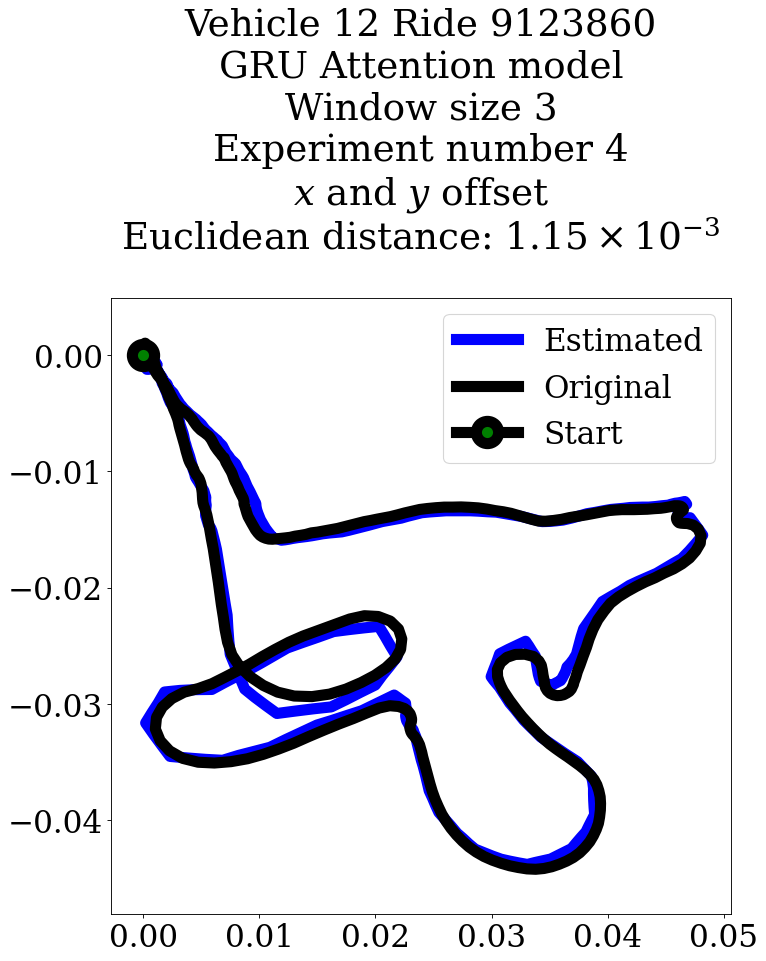 Vehicle 12 Ride 9123860
GRU Attention model
Window size 3
Experiment number 4
x and y offset
Euclidean distance: 1.15 × 10⁻³
Estimated
Original
Start
0.00
−0.01
−0.02
−0.03
−0.04
0.00 0.01 0.02 0.03 0.04 0.05